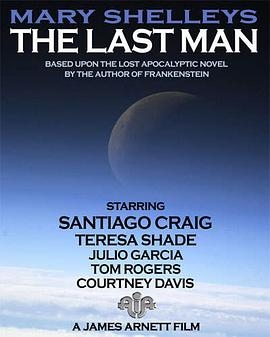 MARY SHELLEYS
THE LAST MAN
BASED UPON THE LOST APOCALYPTIC NOVEL
BY THE AUTHOR OF FRANKENSTEIN
STARRING
SANTIAGO CRAIG
TERESA SHADE
JULIO GARCIA
TOM ROGERS
COURTNEY DAVIS
AJA
A JAMES ARNETT FILM